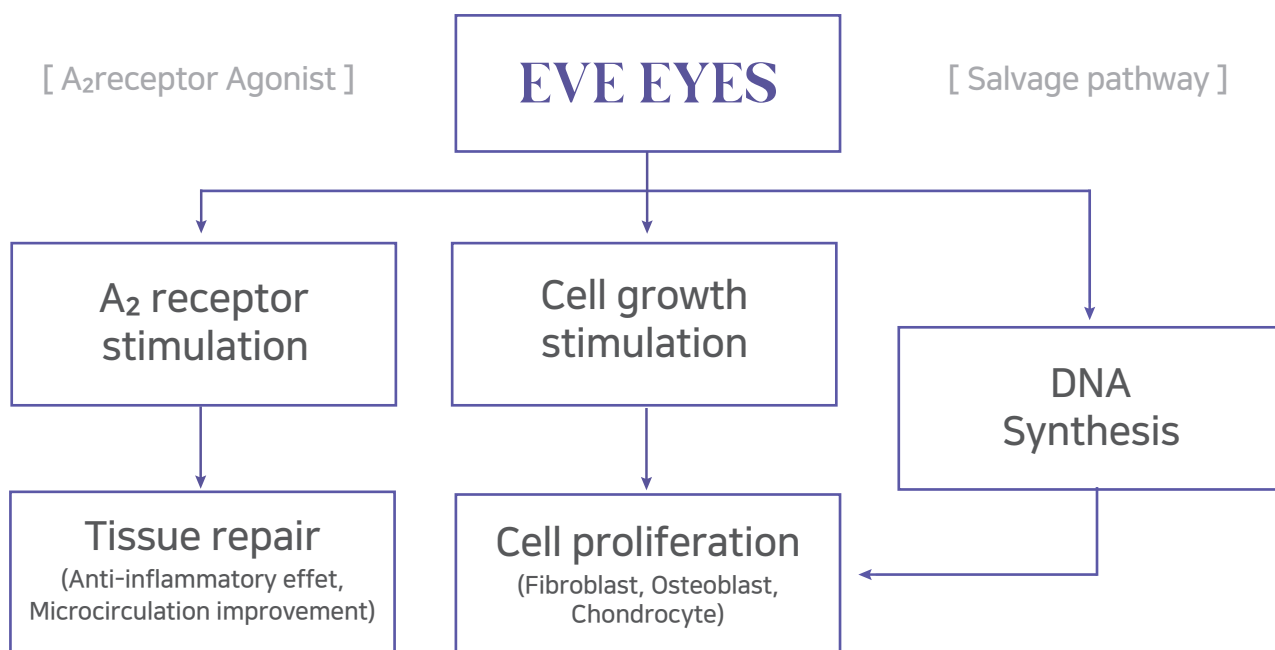 [ A₂receptor Agonist ]
EVE EYES
[ Salvage pathway ]
A₂ receptor
stimulation
Cell growth
stimulation
DNA
Synthesis
Tissue repair
(Anti-inflammatory effet,
Microcirculation improvement)
Cell proliferation
(Fibroblast, Osteoblast,
Chondrocyte)